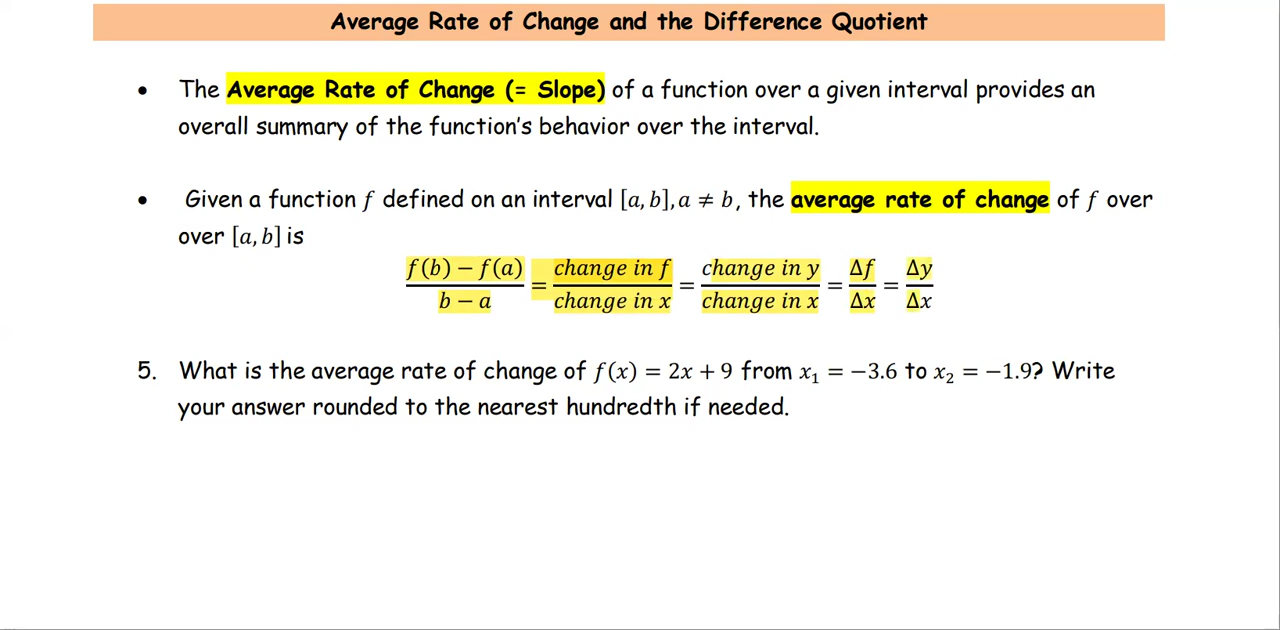 Average Rate of Change and the Difference Quotient
• The Average Rate of Change (= Slope) of a function over a given interval provides an
overall summary of the function's behavior over the interval.
• Given a function f defined on an interval [a, b], a ≠ b, the average rate of change of f over
over [a, b] is
f(b) − f(a) / b − a = change in f / change in x = change in y / change in x = Δf / Δx = Δy / Δx
5. What is the average rate of change of f(x) = 2x + 9 from x₁ = −3.6 to x₂ = −1.9? Write
your answer rounded to the nearest hundredth if needed.